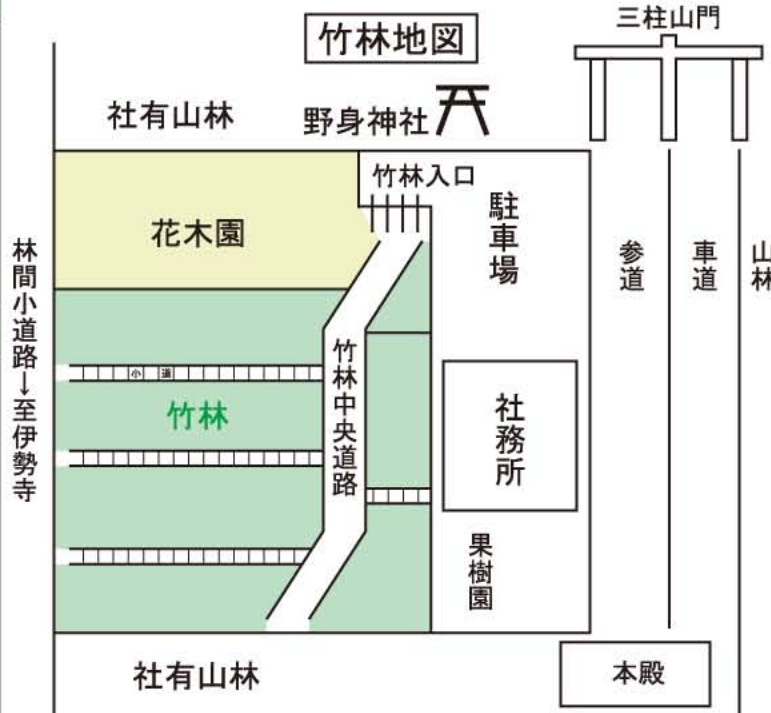 竹林地図
三柱山門
社有山林
野身神社
竹林入口
花木園
駐車場
参道
車道
山林
林間小道路→至伊勢寺
小道
竹林
竹林中央道路
社務所
果樹園
社有山林
本殿